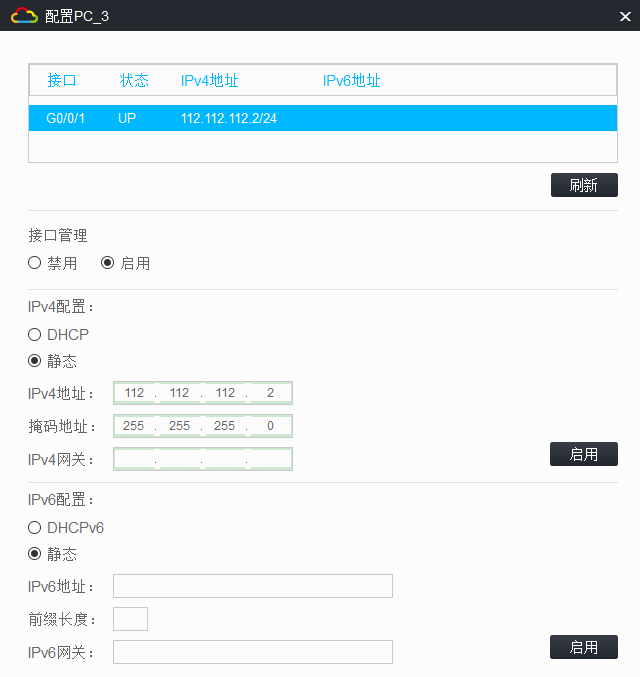 配置PC_3
接口 状态 IPv4地址 IPv6地址
G0/0/1 UP 112.112.112.2/24
刷新
接口管理
禁用 启用
IPv4配置：
DHCP
静态
IPv4地址： 112 . 112 . 112 . 2
掩码地址： 255 . 255 . 255 . 0
IPv4网关： . . .
启用
IPv6配置：
DHCPv6
静态
IPv6地址：
前缀长度：
IPv6网关：
启用